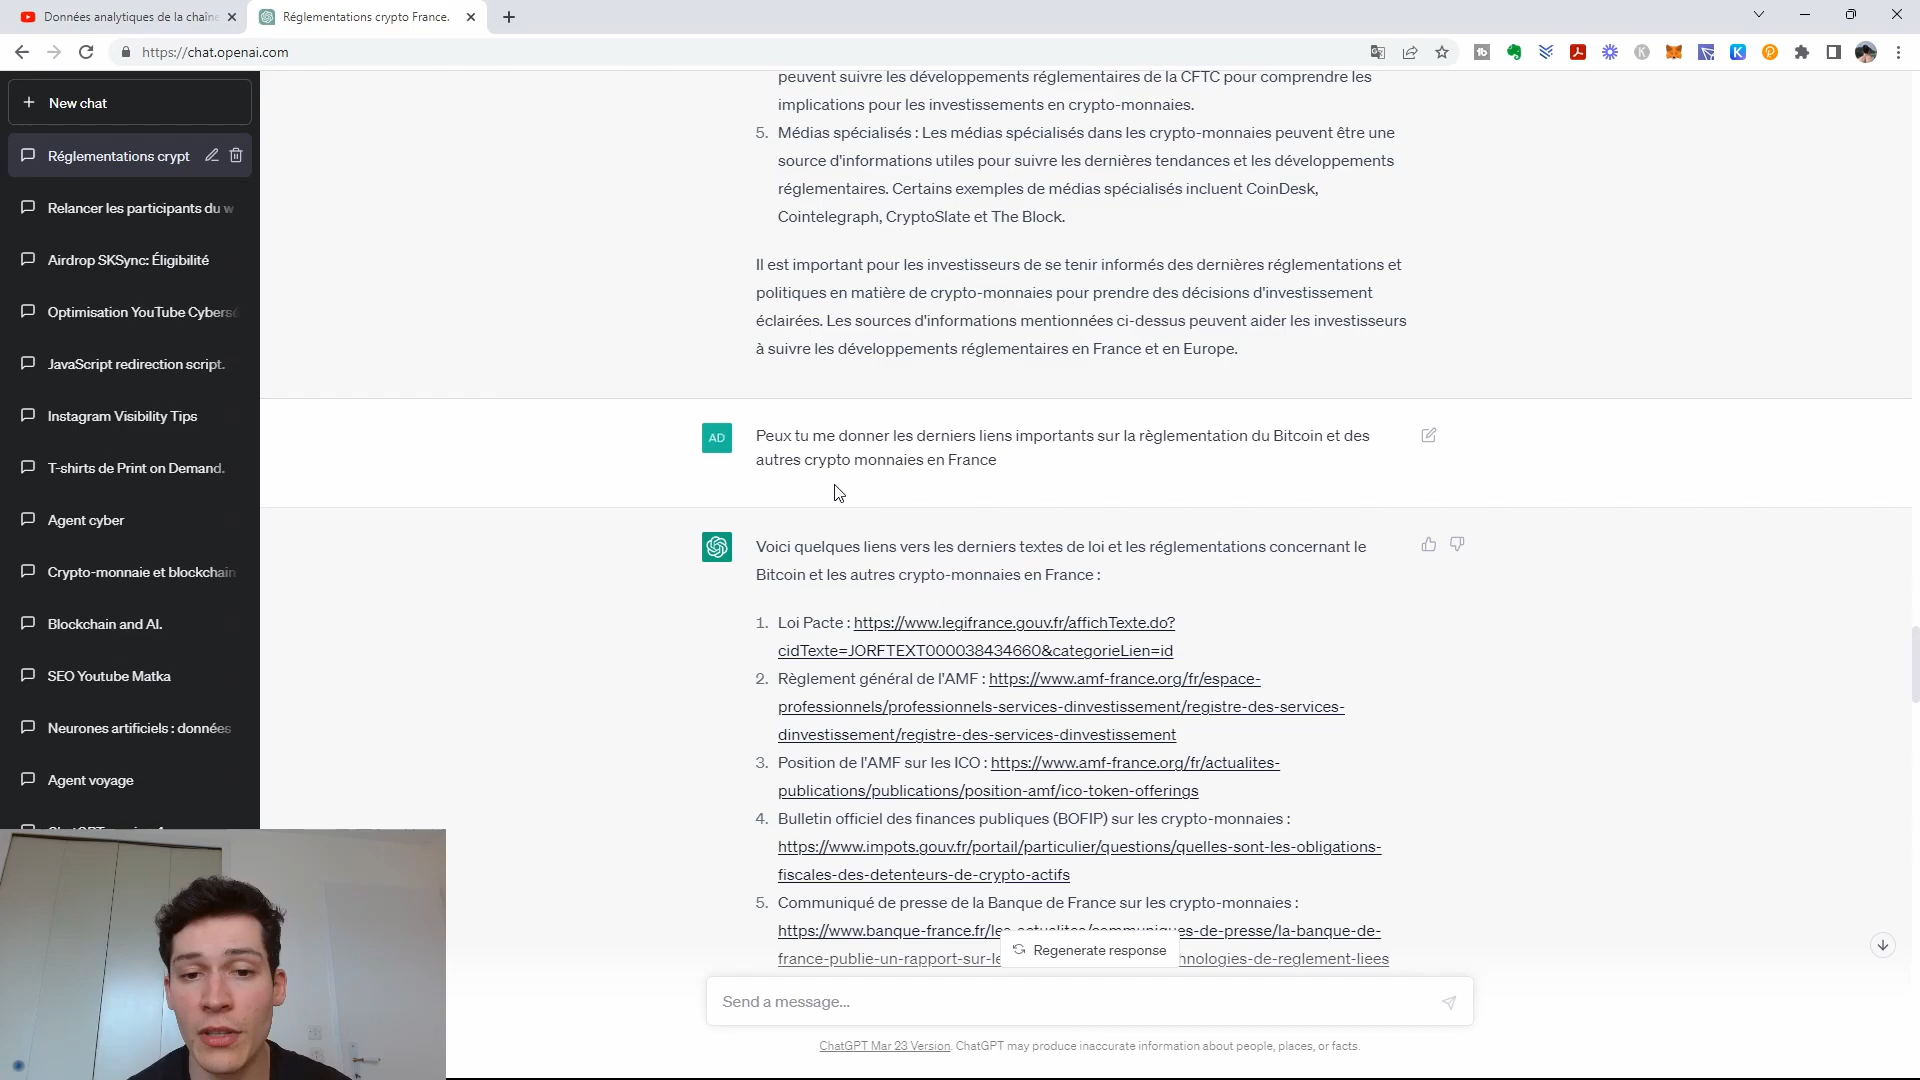 Données analytiques de la chaîne
Réglementations crypto France.
https://chat.openai.com
New chat
Réglementations crypt
Relancer les participants du w
Airdrop SKSync: Éligibilité
Optimisation YouTube Cybersé
JavaScript redirection script.
Instagram Visibility Tips
T-shirts de Print on Demand.
Agent cyber
Crypto-monnaie et blockchain
Blockchain and AI.
SEO Youtube Matka
Neurones artificiels : données
Agent voyage
peuvent suivre les développements réglementaires de la CFTC pour comprendre les
implications pour les investissements en crypto-monnaies.
5. Médias spécialisés : Les médias spécialisés dans les crypto-monnaies peuvent être une
source d'informations utiles pour suivre les dernières tendances et les développements
réglementaires. Certains exemples de médias spécialisés incluent CoinDesk,
Cointelegraph, CryptoSlate et The Block.
Il est important pour les investisseurs de se tenir informés des dernières réglementations et
politiques en matière de crypto-monnaies pour prendre des décisions d'investissement
éclairées. Les sources d'informations mentionnées ci-dessus peuvent aider les investisseurs
à suivre les développements réglementaires en France et en Europe.
AD
Peux tu me donner les derniers liens importants sur la règlementation du Bitcoin et des
autres crypto monnaies en France
Voici quelques liens vers les derniers textes de loi et les réglementations concernant le
Bitcoin et les autres crypto-monnaies en France :
1. Loi Pacte : https://www.legifrance.gouv.fr/affichTexte.do?
cidTexte=JORFTEXT000038434660&categorieLien=id
2. Règlement général de l'AMF : https://www.amf-france.org/fr/espace-
professionnels/professionnels-services-dinvestissement/registre-des-services-
dinvestissement/registre-des-services-dinvestissement
3. Position de l'AMF sur les ICO : https://www.amf-france.org/fr/actualites-
publications/publications/position-amf/ico-token-offerings
4. Bulletin officiel des finances publiques (BOFIP) sur les crypto-monnaies :
https://www.impots.gouv.fr/portail/particulier/questions/quelles-sont-les-obligations-
fiscales-des-detenteurs-de-crypto-actifs
5. Communiqué de presse de la Banque de France sur les crypto-monnaies :
https://www.banque-france.fr/les-actualites/communiques-de-presse/la-banque-de-
france-publie-un-rapport-sur-le hnologies-de-reglement-liees
Regenerate response
Send a message...
ChatGPT Mar 23 Version. ChatGPT may produce inaccurate information about people, places, or facts.